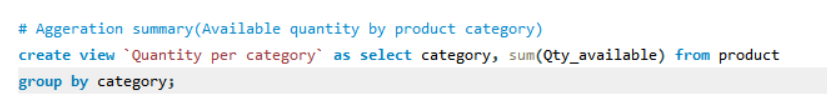 # Aggeration summary(Available quantity by product category)
create view `Quantity per category` as select category, sum(Qty_available) from product
group by category;